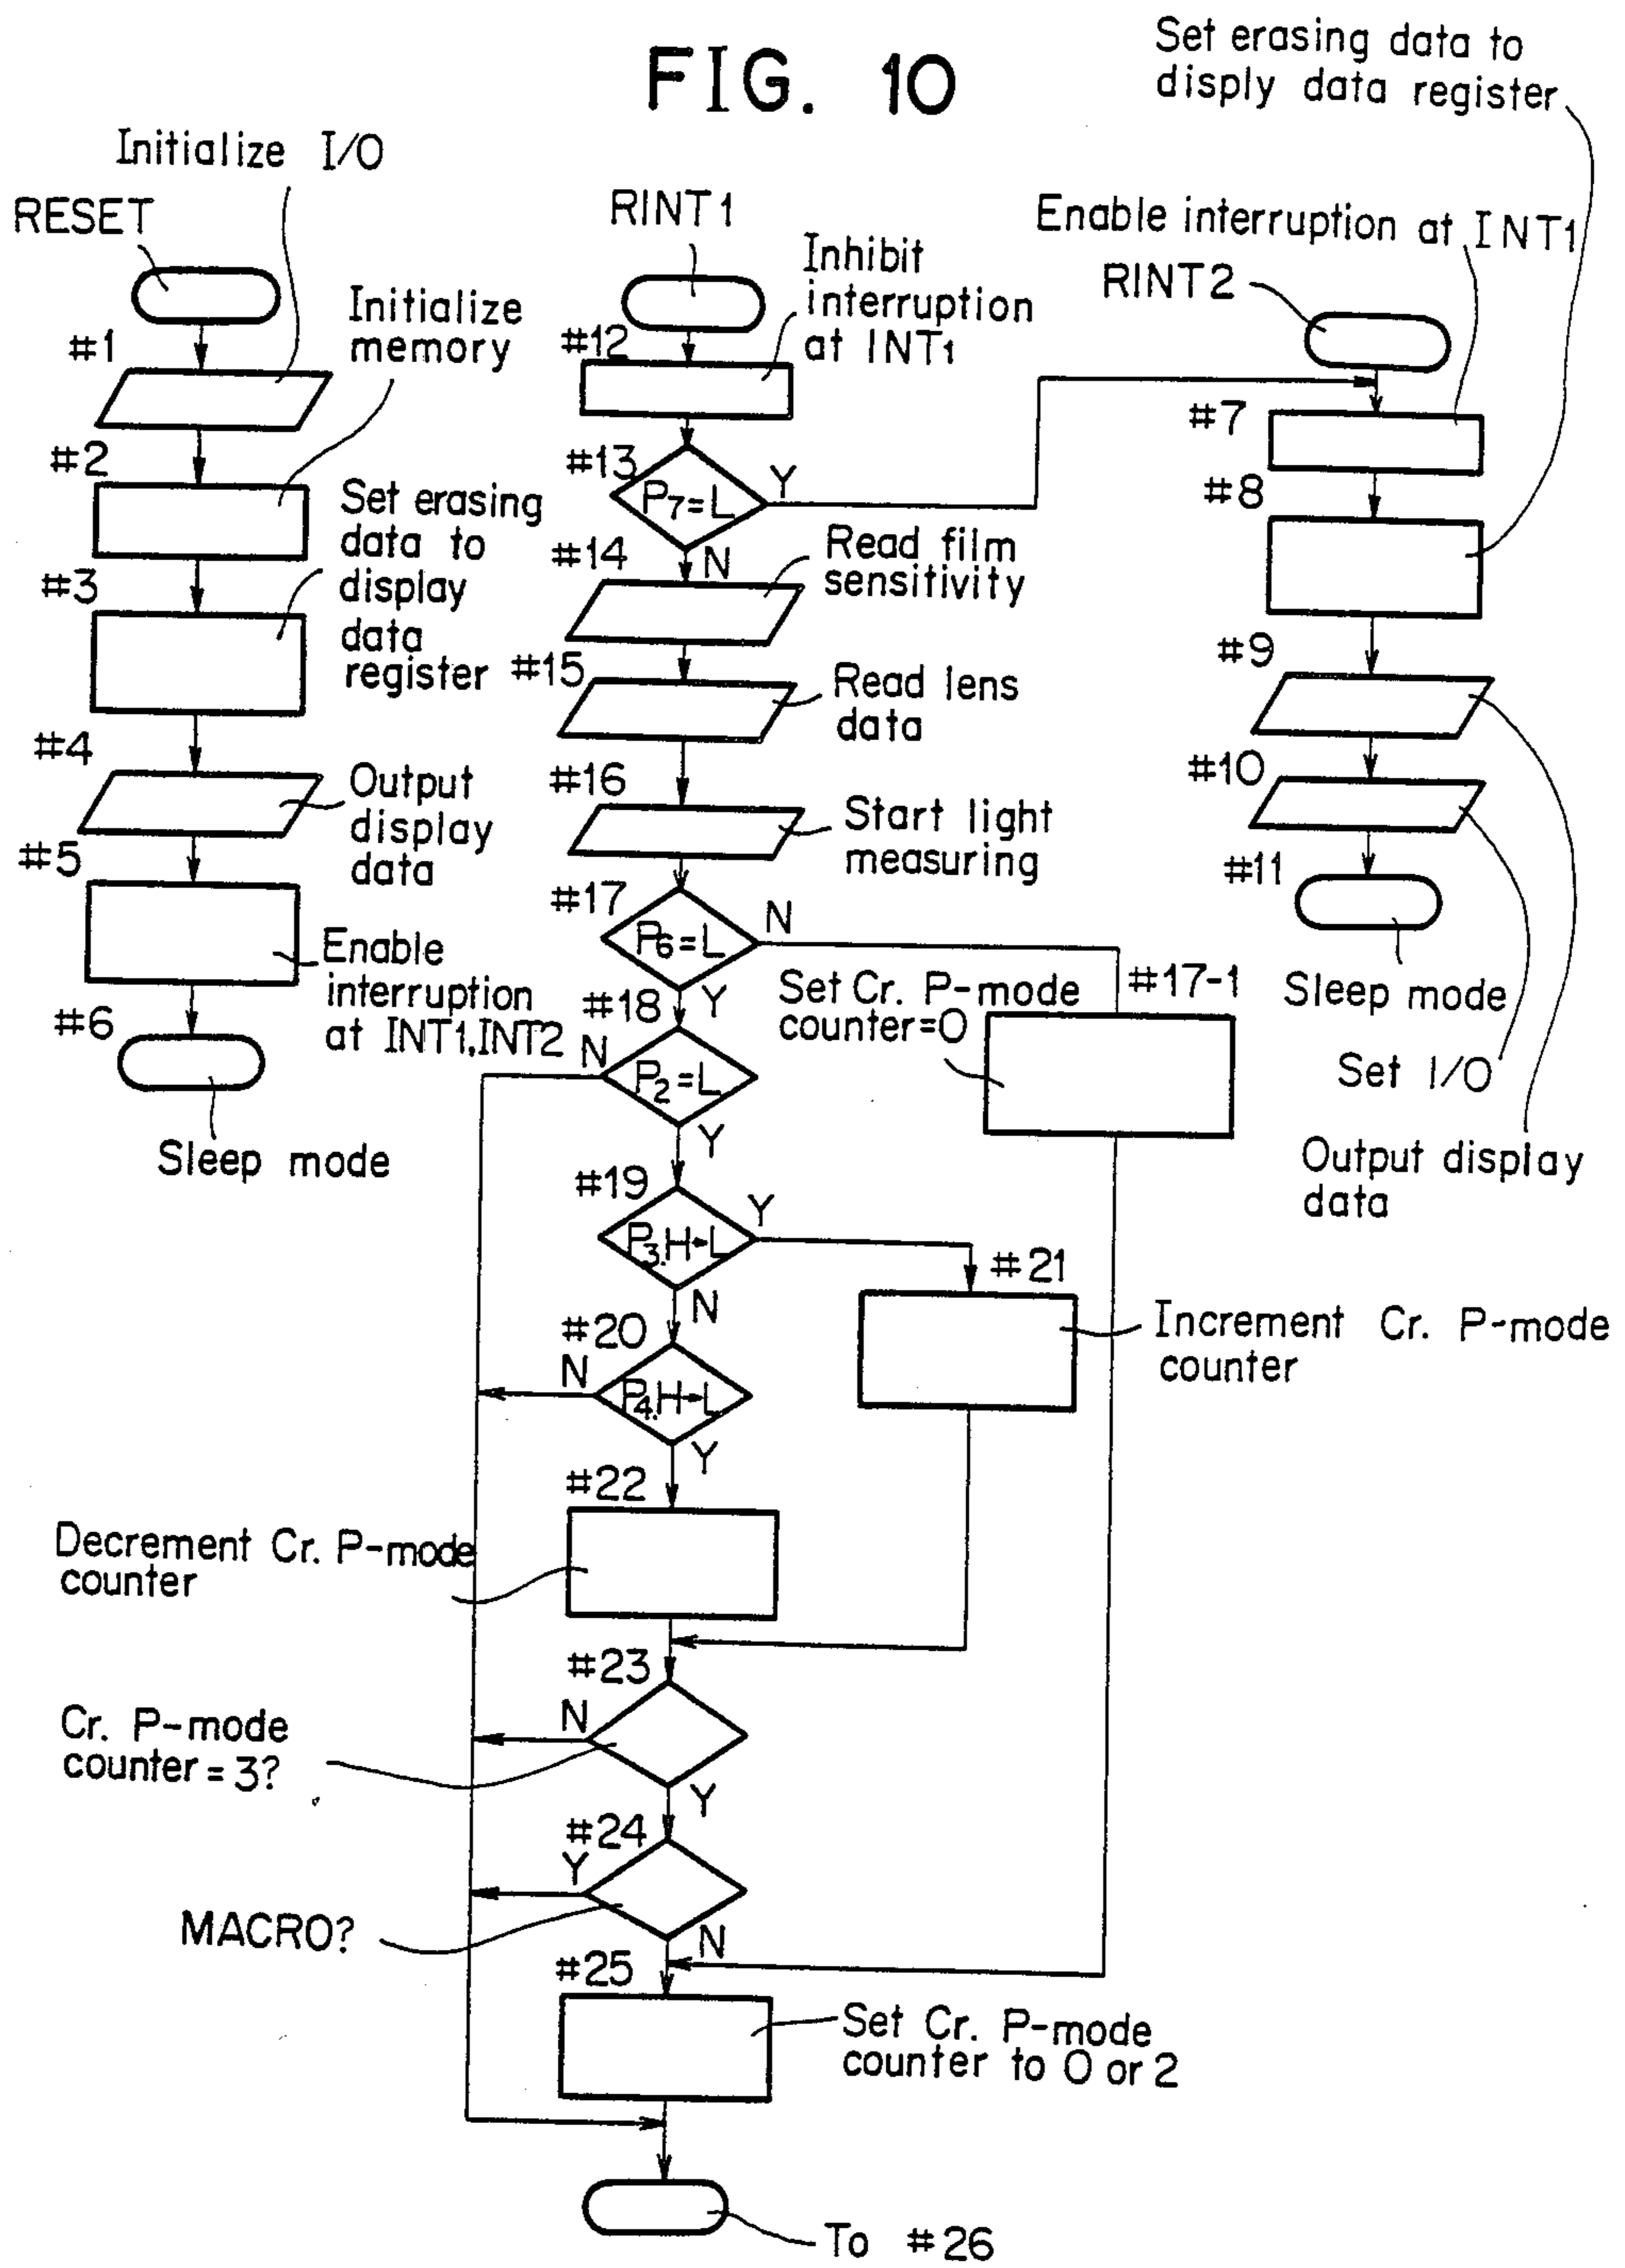 FIG. 10
Set erasing data to
disply data register
Initialize I/O
RESET
#1
#2
Initialize
memory
#3
Set erasing
data to
display
data
register
#4
Output
display
data
#5
Enable
interruption
at INT1,INT2
#6
Sleep mode
RINT1
Inhibit
interruption
at INT1
#12
#13
P7=L
Y
N
#14
Read film
sensitivity
#15
Read lens
data
#16
Start light
measuring
#17
P6=L
N
Y
#17-1
Set Cr. P-mode
counter=0
#18
N
P2=L
Y
#19
P3.H→L
Y
N
#21
Increment Cr. P-mode
counter
#20
N
P4.H→L
Y
#22
Decrement Cr. P-mode
counter
#23
N
Cr. P-mode
counter=3?
Y
#24
Y
MACRO?
N
#25
Set Cr. P-mode
counter to 0 or 2
To #26
Enable interruption at INT1
RINT2
#7
#8
#9
#10
#11
Sleep mode
Set I/O
Output display
data